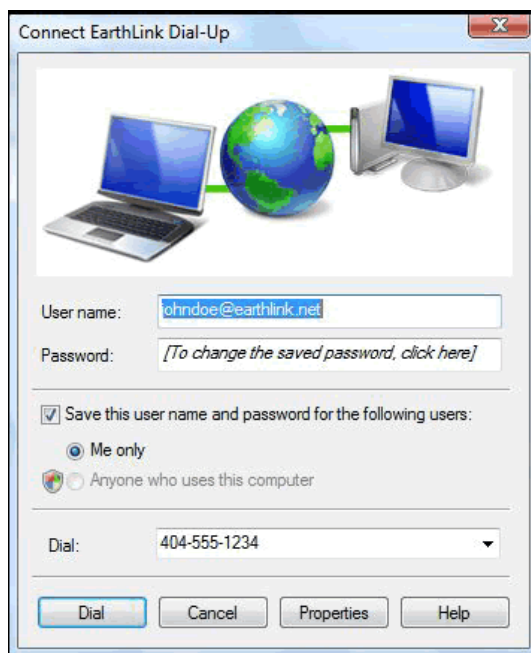 Connect EarthLink Dial-Up
User name: johndoe@earthlink.net
Password: [To change the saved password, click here]
Save this user name and password for the following users:
Me only
Anyone who uses this computer
Dial: 404-555-1234
Dial Cancel Properties Help